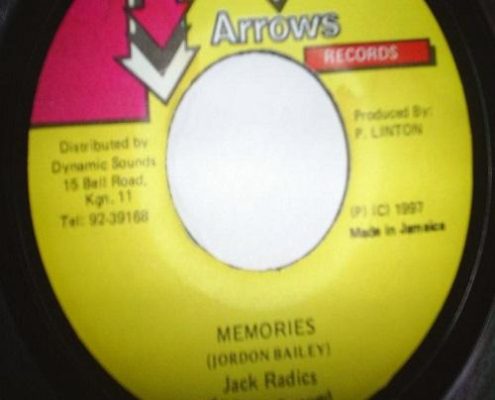 Arrows
RECORDS
Distributed by
Dynamic Sounds
15 Bell Road,
Kgn. 11
Tel: 92-39168
Produced By:
P. LINTON
(P) (C) 1997
Made in Jamaica
MEMORIES
(JORDON BAILEY)
Jack Radics